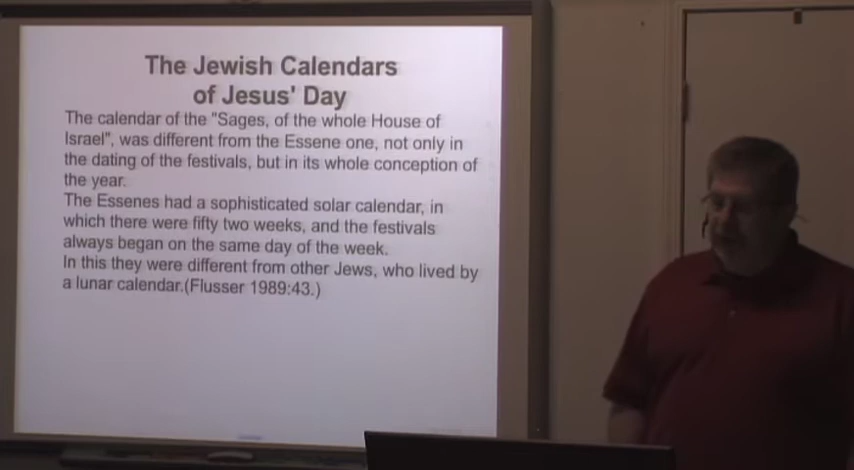 The Jewish Calendars
of Jesus' Day
The calendar of the "Sages, of the whole House of
Israel", was different from the Essene one, not only in
the dating of the festivals, but in its whole conception of
the year.
The Essenes had a sophisticated solar calendar, in
which there were fifty two weeks, and the festivals
always began on the same day of the week.
In this they were different from other Jews, who lived by
a lunar calendar.(Flusser 1989:43.)